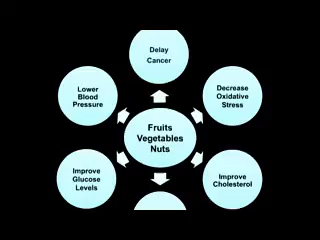 Delay
Cancer
Lower
Blood
Pressure
Decrease
Oxidative
Stress
Fruits
Vegetables
Nuts
Improve
Glucose
Levels
Improve
Cholesterol